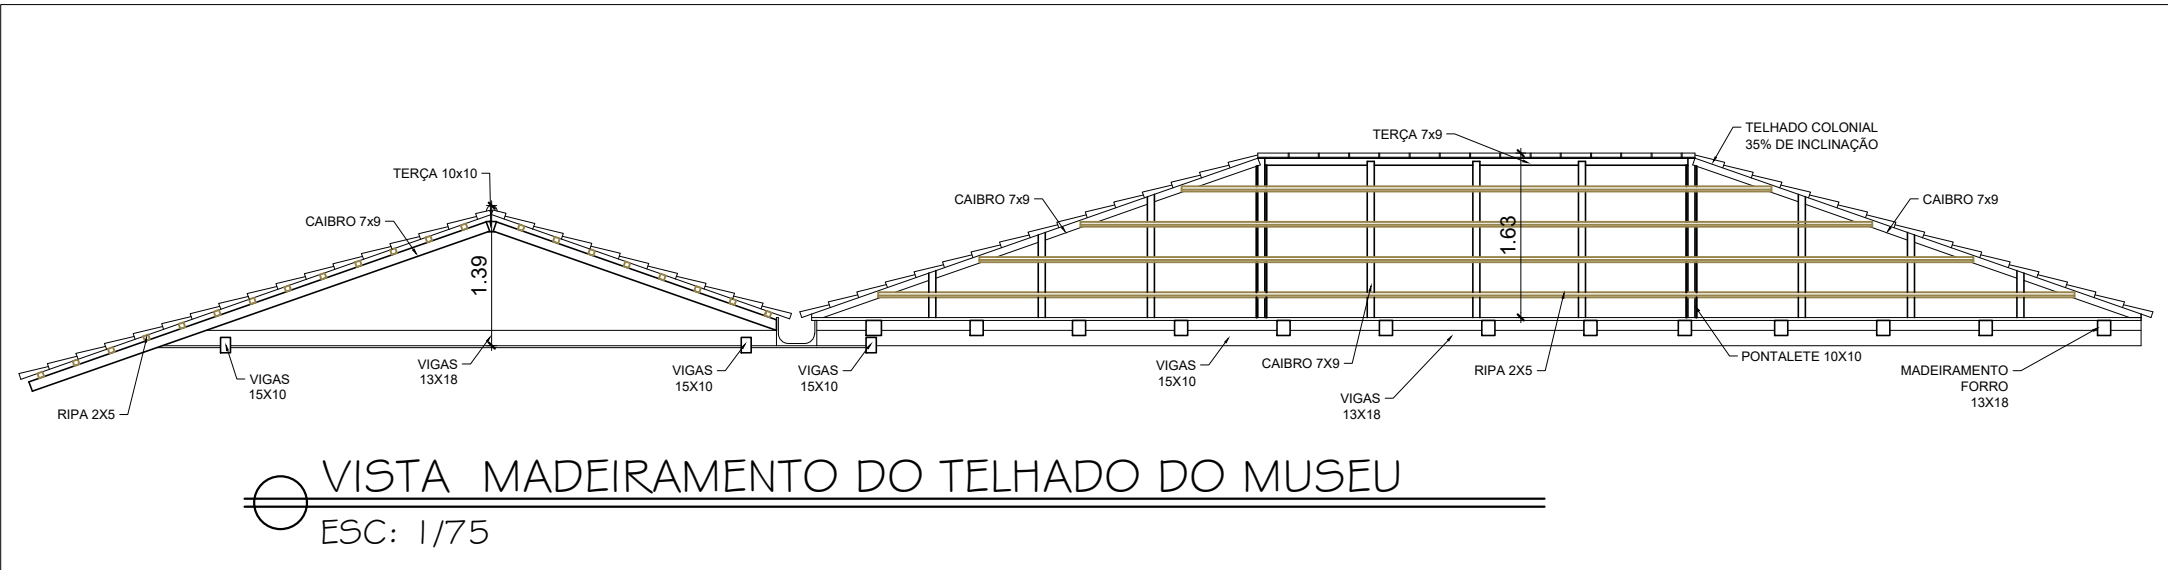 TERÇA 10x10
CAIBRO 7x9
1.39
VIGAS
15X10
RIPA 2X5
VIGAS
13X18
VIGAS
15X10
VIGAS
15X10
CAIBRO 7x9
TERÇA 7x9
TELHADO COLONIAL
35% DE INCLINAÇÃO
CAIBRO 7x9
1.63
VIGAS
15X10
CAIBRO 7X9
VIGAS
13X18
RIPA 2X5
PONTALETE 10X10
MADEIRAMENTO
FORRO
13X18
VISTA MADEIRAMENTO DO TELHADO DO MUSEU
ESC: 1/75